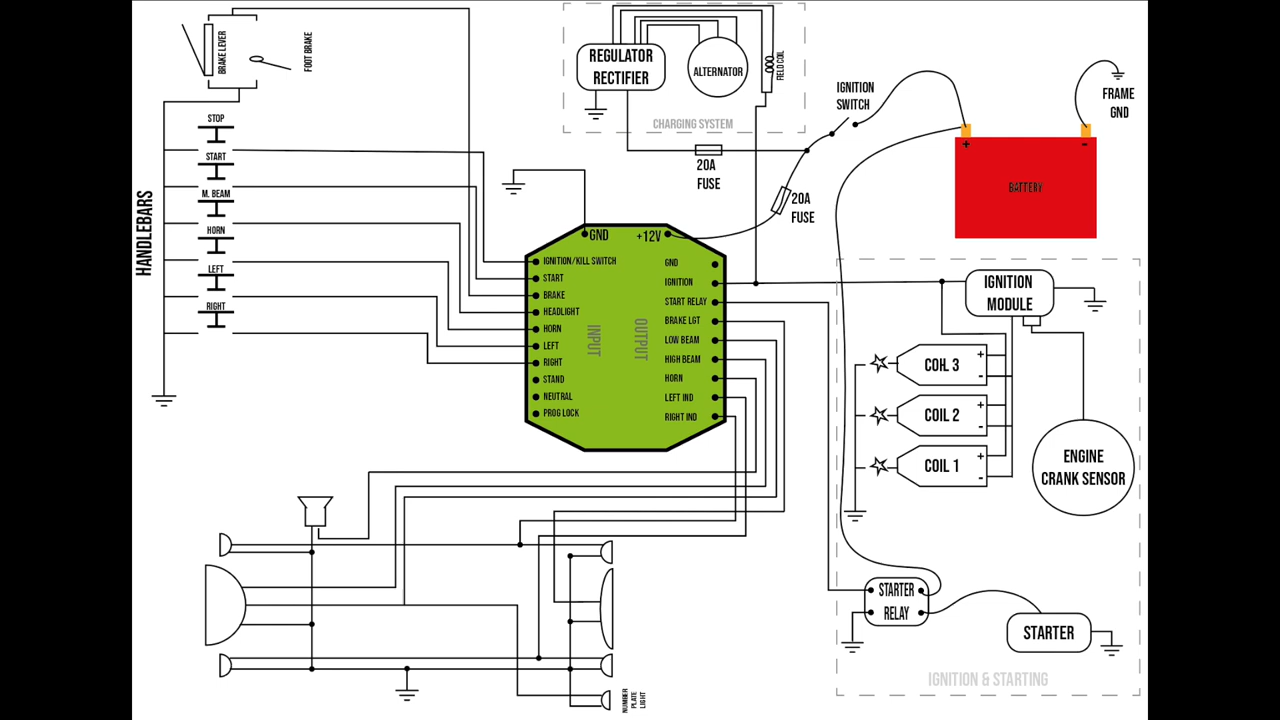 BRAKE LEVER
FOOT BRAKE
HANDLEBARS
STOP
START
M. BEAM
HORN
LEFT
RIGHT
REGULATOR
RECTIFIER
ALTERNATOR
FIELD COIL
CHARGING SYSTEM
20A
FUSE
20A
FUSE
IGNITION
SWITCH
FRAME
GND
+
-
BATTERY
GND
+12V
IGNITION/KILL SWITCH
START
BRAKE
HEADLIGHT
HORN
LEFT
RIGHT
STAND
NEUTRAL
PROG LOCK
INPUT
OUTPUT
GND
IGNITION
START RELAY
BRAKE LGT
LOW BEAM
HIGH BEAM
HORN
LEFT IND
RIGHT IND
IGNITION
MODULE
COIL 3
+
-
COIL 2
+
-
COIL 1
+
-
ENGINE
CRANK SENSOR
STARTER
RELAY
STARTER
IGNITION & STARTING
NUMBER
PLATE
LIGHT